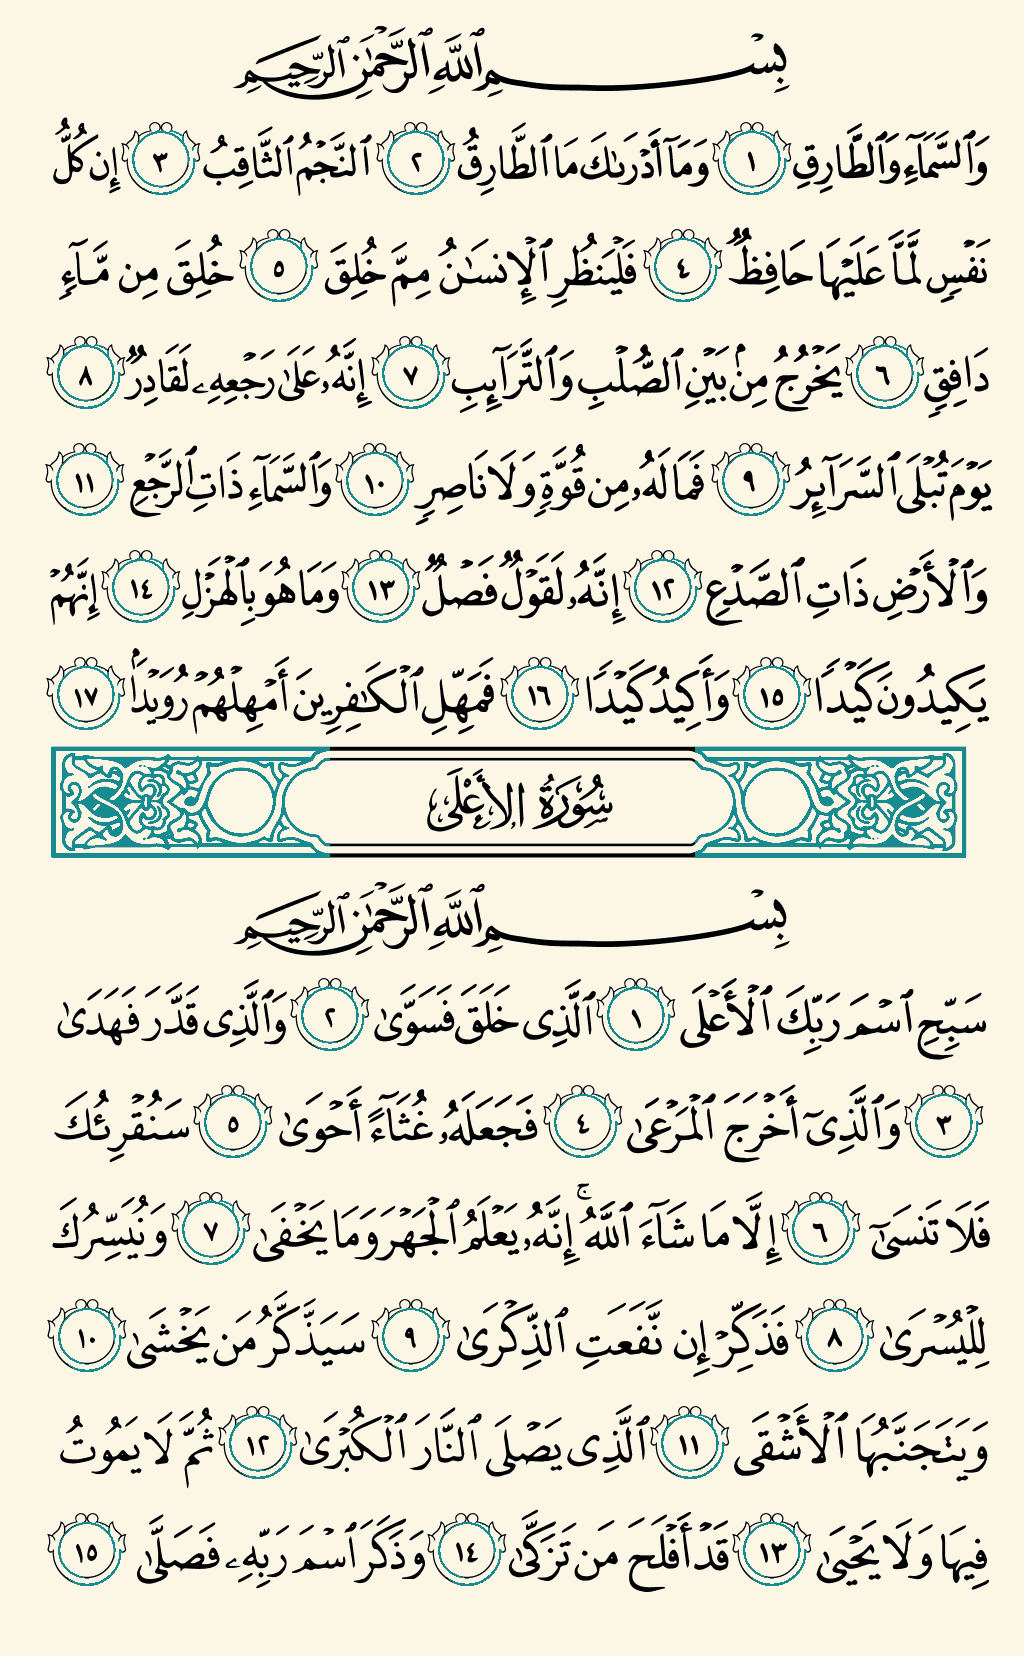 بِسْمِ ٱللَّهِ ٱلرَّحْمَٰنِ ٱلرَّحِيمِ
وَٱلسَّمَآءِ وَٱلطَّارِقِ ١ وَمَآ أَدْرَىٰكَ مَا ٱلطَّارِقُ ٢ ٱلنَّجْمُ ٱلثَّاقِبُ ٣ إِن كُلُّ
نَفْسٍ لَّمَّا عَلَيْهَا حَافِظٌ ٤ فَلْيَنظُرِ ٱلْإِنسَٰنُ مِمَّ خُلِقَ ٥ خُلِقَ مِن مَّآءٍ
دَافِقٍ ٦ يَخْرُجُ مِنۢ بَيْنِ ٱلصُّلْبِ وَٱلتَّرَآئِبِ ٧ إِنَّهُۥ عَلَىٰ رَجْعِهِۦ لَقَادِرٌ ٨
يَوْمَ تُبْلَى ٱلسَّرَآئِرُ ٩ فَمَا لَهُۥ مِن قُوَّةٍ وَلَا نَاصِرٍ ١٠ وَٱلسَّمَآءِ ذَاتِ ٱلرَّجْعِ ١١
وَٱلْأَرْضِ ذَاتِ ٱلصَّدْعِ ١٢ إِنَّهُۥ لَقَوْلٌ فَصْلٌ ١٣ وَمَا هُوَ بِٱلْهَزْلِ ١٤ إِنَّهُمْ
يَكِيدُونَ كَيْدًا ١٥ وَأَكِيدُ كَيْدًا ١٦ فَمَهِّلِ ٱلْكَٰفِرِينَ أَمْهِلْهُمْ رُوَيْدًۢا ١٧
سُورَةُ الأَعْلَى
بِسْمِ ٱللَّهِ ٱلرَّحْمَٰنِ ٱلرَّحِيمِ
سَبِّحِ ٱسْمَ رَبِّكَ ٱلْأَعْلَى ١ ٱلَّذِى خَلَقَ فَسَوَّىٰ ٢ وَٱلَّذِى قَدَّرَ فَهَدَىٰ
٣ وَٱلَّذِىٓ أَخْرَجَ ٱلْمَرْعَىٰ ٤ فَجَعَلَهُۥ غُثَآءً أَحْوَىٰ ٥ سَنُقْرِئُكَ
فَلَا تَنسَىٰٓ ٦ إِلَّا مَا شَآءَ ٱللَّهُ ۚ إِنَّهُۥ يَعْلَمُ ٱلْجَهْرَ وَمَا يَخْفَىٰ ٧ وَنُيَسِّرُكَ
لِلْيُسْرَىٰ ٨ فَذَكِّرْ إِن نَّفَعَتِ ٱلذِّكْرَىٰ ٩ سَيَذَّكَّرُ مَن يَخْشَىٰ ١٠
وَيَتَجَنَّبُهَا ٱلْأَشْقَى ١١ ٱلَّذِى يَصْلَى ٱلنَّارَ ٱلْكُبْرَىٰ ١٢ ثُمَّ لَا يَمُوتُ
فِيهَا وَلَا يَحْيَىٰ ١٣ قَدْ أَفْلَحَ مَن تَزَكَّىٰ ١٤ وَذَكَرَ ٱسْمَ رَبِّهِۦ فَصَلَّىٰ ١٥